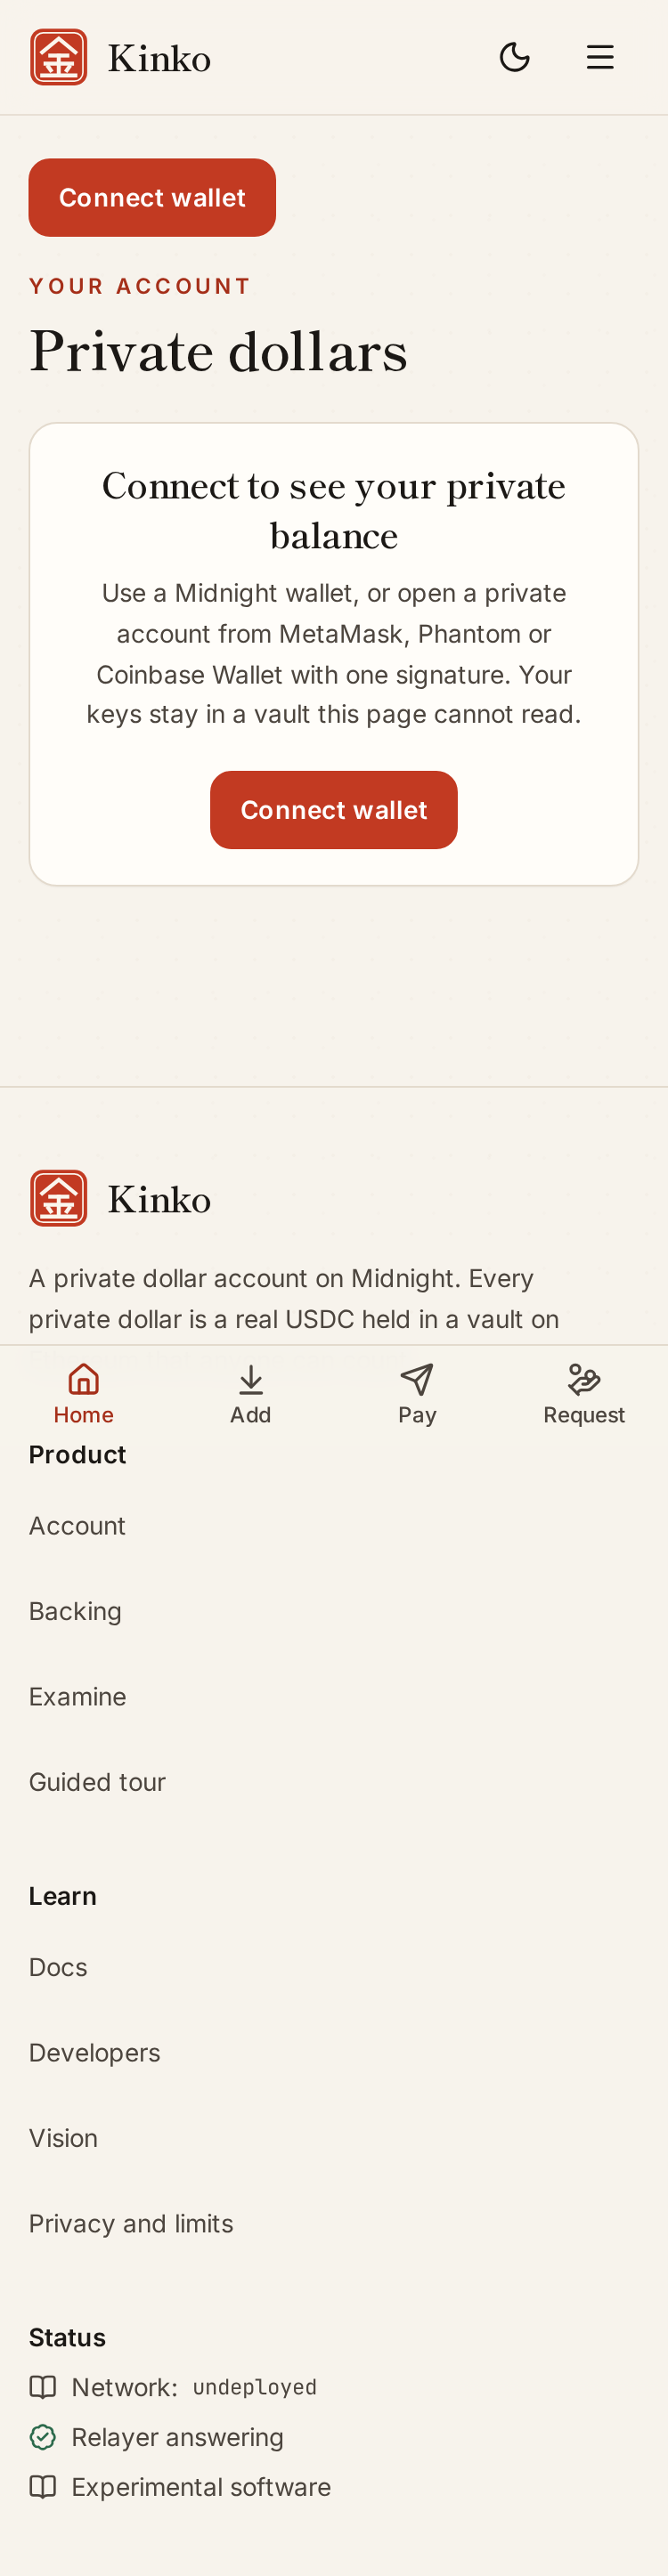 金 Kinko
Connect wallet
YOUR ACCOUNT
Private dollars
Connect to see your private
balance
Use a Midnight wallet, or open a private
account from MetaMask, Phantom or
Coinbase Wallet with one signature. Your
keys stay in a vault this page cannot read.
Connect wallet
金 Kinko
A private dollar account on Midnight. Every
private dollar is a real USDC held in a vault on
Home
Add
Pay
Request
Product
Account
Backing
Examine
Guided tour
Learn
Docs
Developers
Vision
Privacy and limits
Status
Network: undeployed
Relayer answering
Experimental software